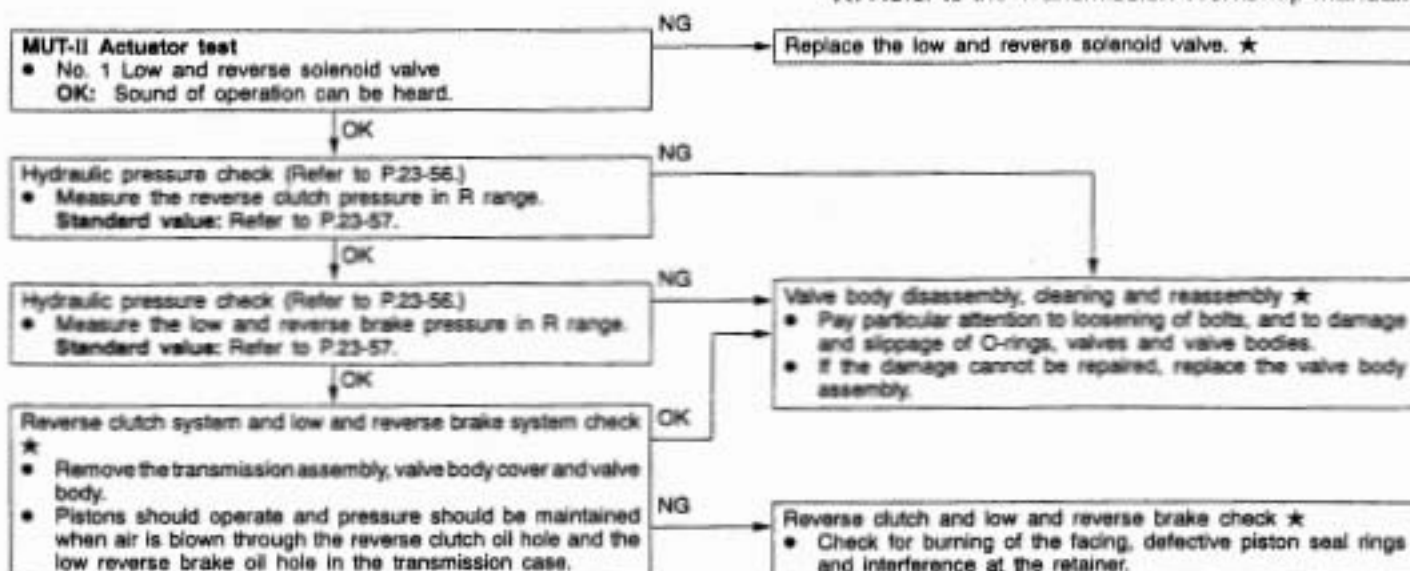 to the Transmission Workshop Manual.
MUT-II Actuator test
● No. 1 Low and reverse solenoid valve
OK: Sound of operation can be heard.
NG
Replace the low and reverse solenoid valve. ★
OK
Hydraulic pressure check (Refer to P.23-56.)
● Measure the reverse clutch pressure in R range.
Standard value: Refer to P.23-57.
NG
OK
Hydraulic pressure check (Refer to P.23-56.)
● Measure the low and reverse brake pressure in R range.
Standard value: Refer to P.23-57.
NG
Valve body disassembly, cleaning and reassembly ★
● Pay particular attention to loosening of bolts, and to damage
and slippage of O-rings, valves and valve bodies.
● If the damage cannot be repaired, replace the valve body
assembly.
OK
Reverse clutch system and low and reverse brake system check
★
● Remove the transmission assembly, valve body cover and valve
body.
● Pistons should operate and pressure should be maintained
when air is blown through the reverse clutch oil hole and the
low reverse brake oil hole in the transmission case.
OK
NG
Reverse clutch and low and reverse brake check ★
● Check for burning of the facing, defective piston seal rings
and interference at the retainer.